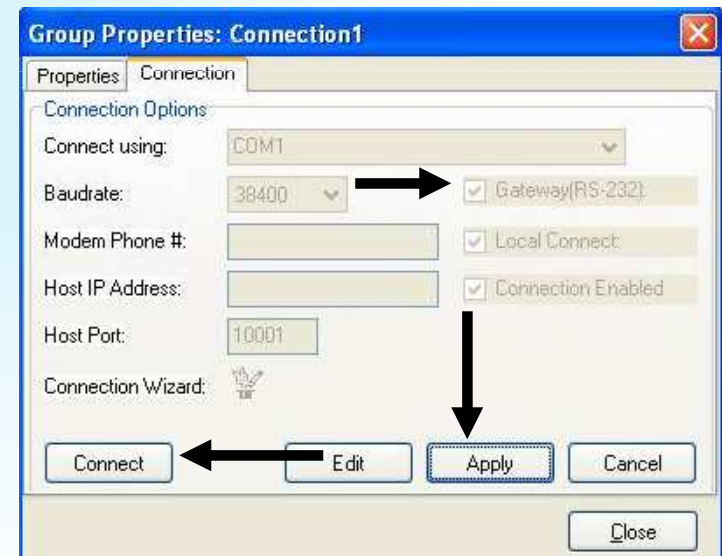 Group Properties: Connection1
Properties Connection
Connection Options
Connect using: COM1
Baudrate: 38400 Gateway(RS-232)
Modem Phone #: Local Connect
Host IP Address: Connection Enabled
Host Port: 10001
Connection Wizard:
Connect Edit Apply Cancel
Close